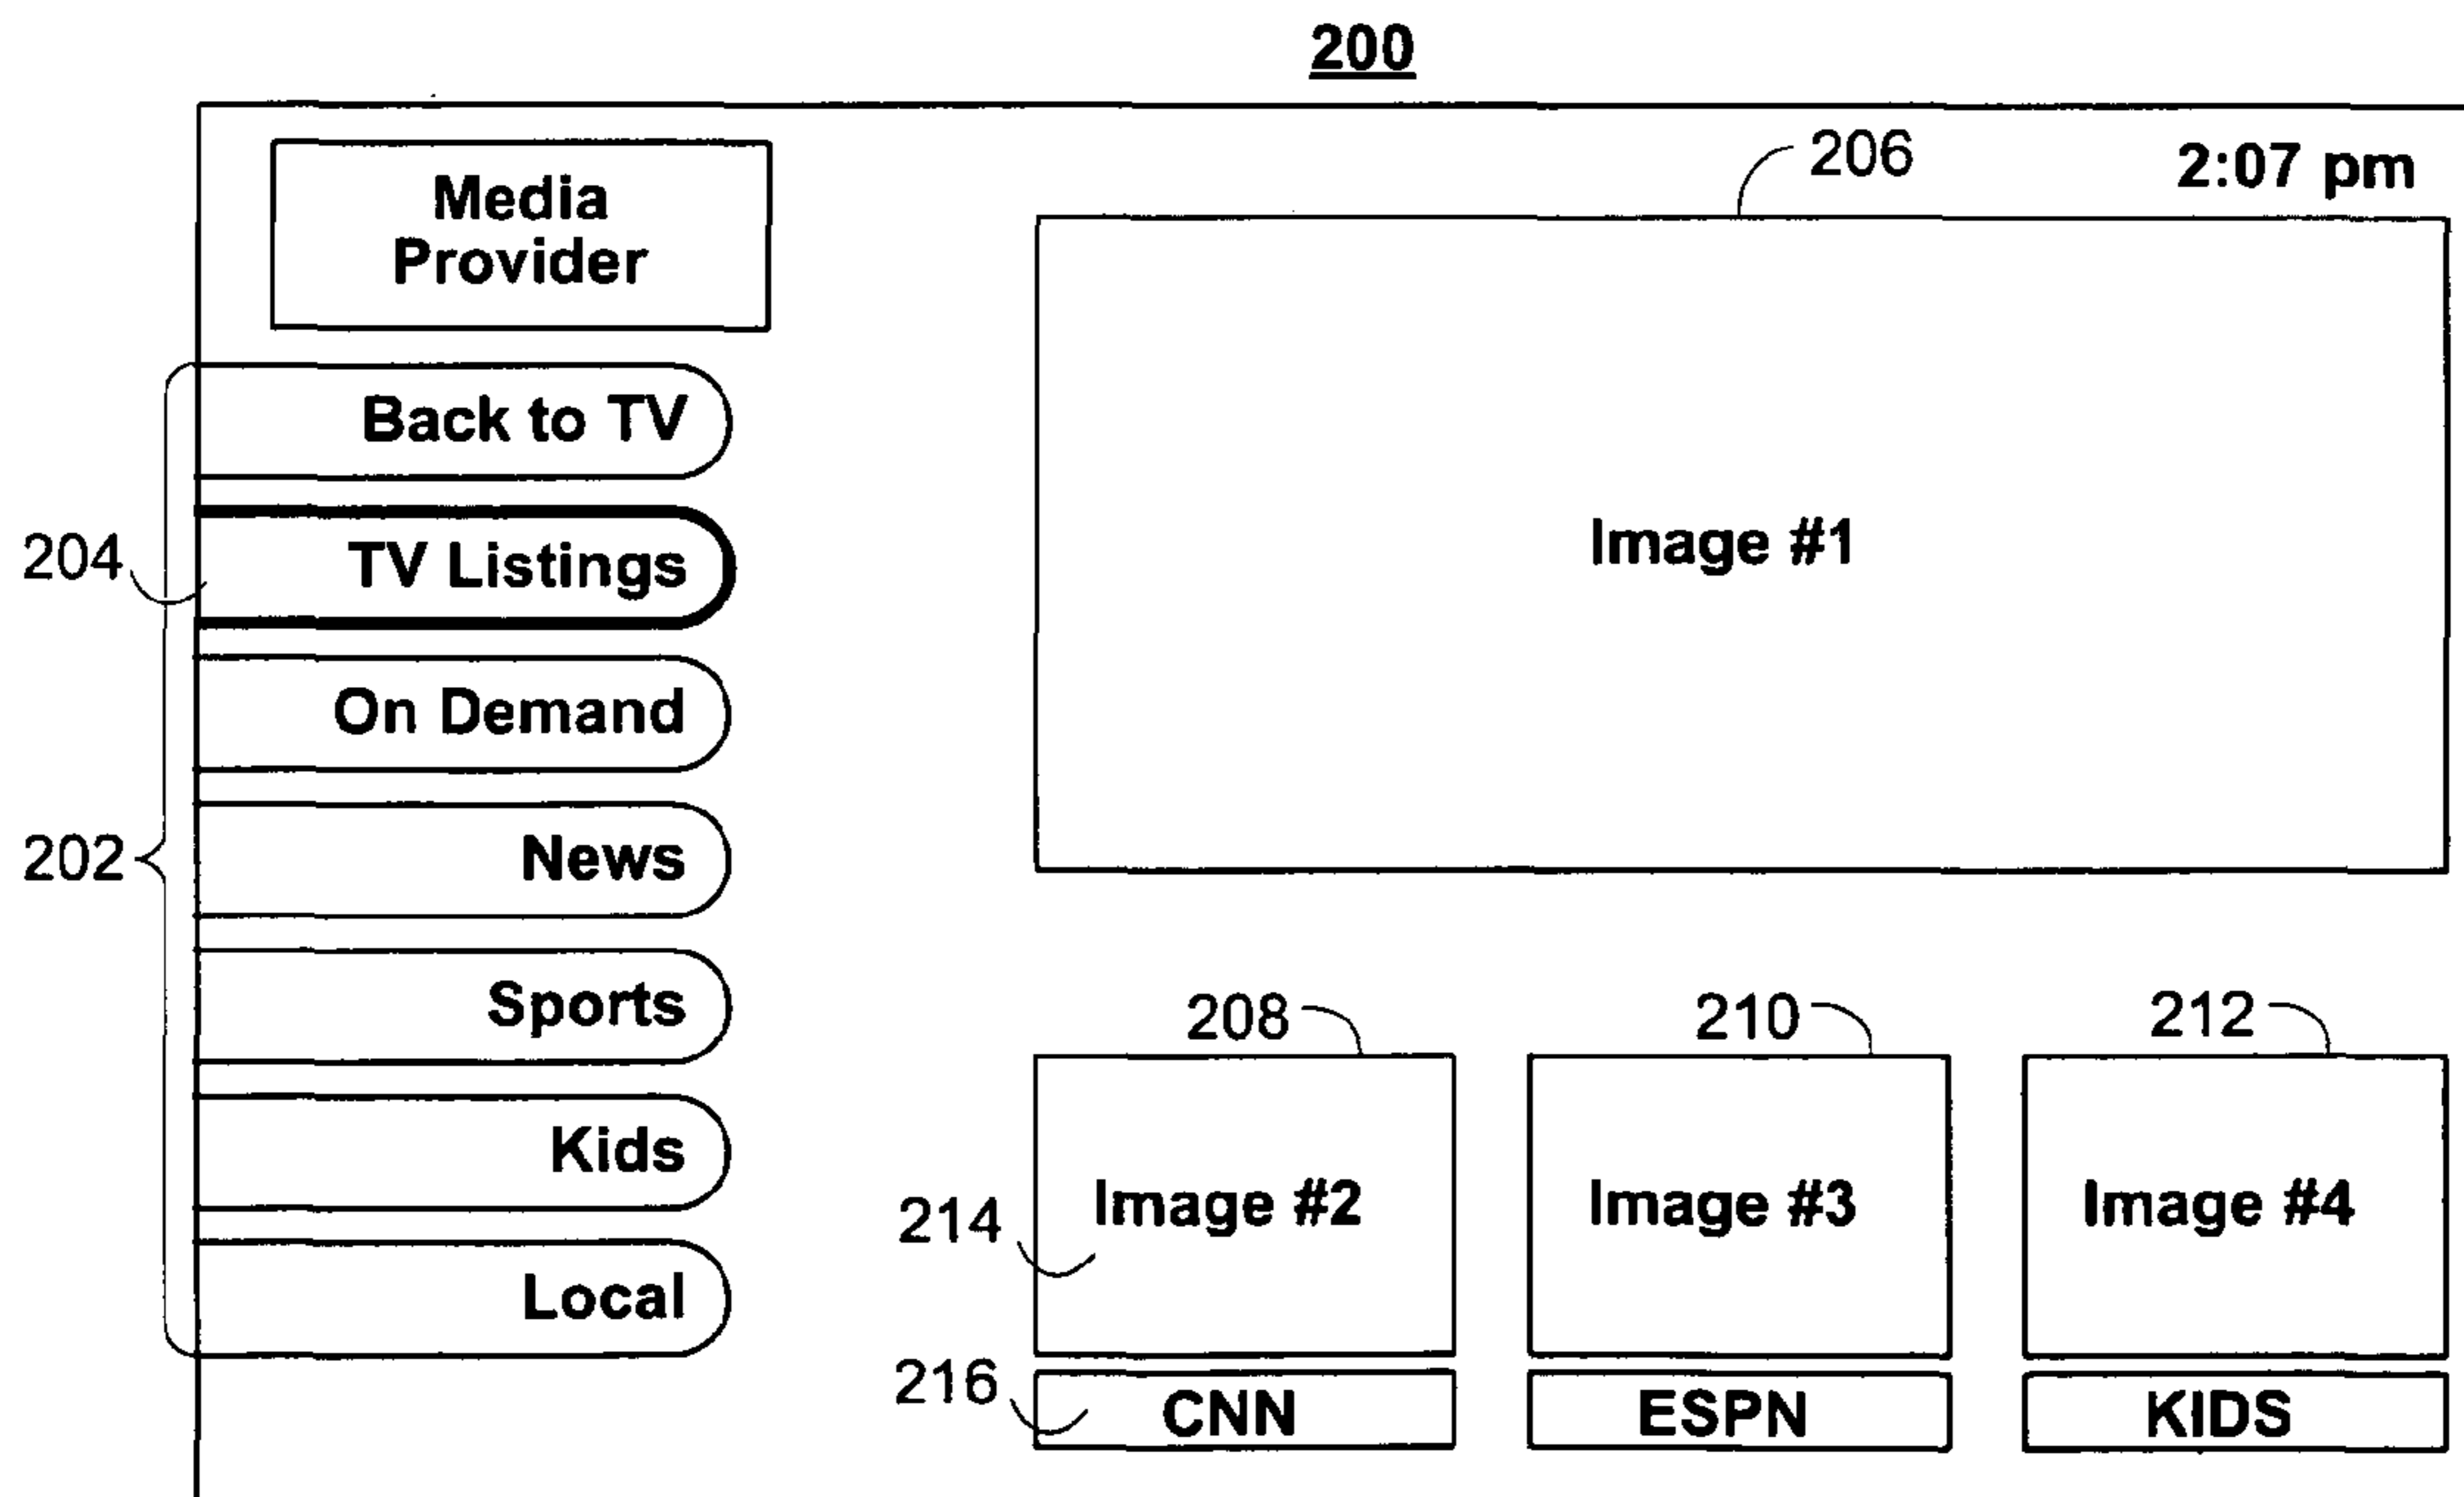 200
206
2:07 pm
Media
Provider
Back to TV
204
TV Listings
Image #1
On Demand
202
News
Sports
208
210
212
Kids
214
Image #2
Image #3
Image #4
Local
216
CNN
ESPN
KIDS